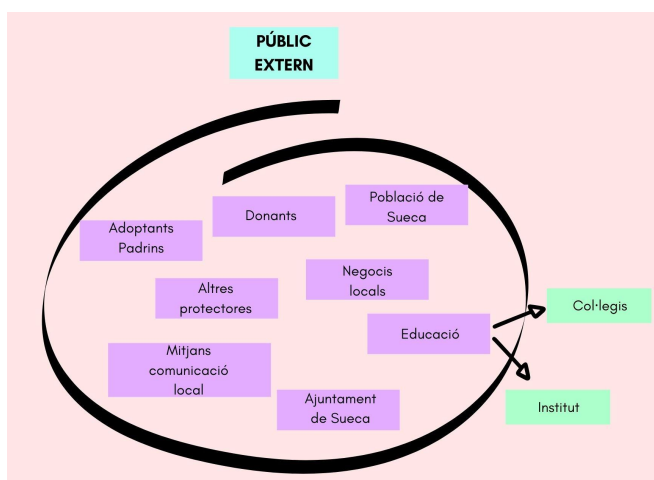 PÚBLIC
EXTERN
Població de
Sueca
Donants
Adoptants
Padrins
Negocis
locals
Altres
protectores
Col·legis
Educació
Mitjans
comunicació
local
Ajuntament
de Sueca
Institut